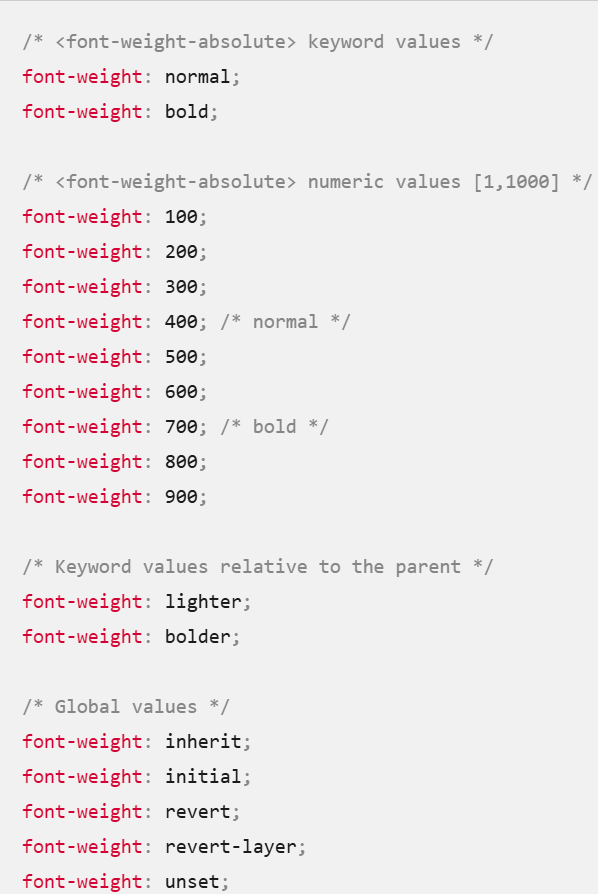 /* <font-weight-absolute> keyword values */
font-weight: normal;
font-weight: bold;
/* <font-weight-absolute> numeric values [1,1000] */
font-weight: 100;
font-weight: 200;
font-weight: 300;
font-weight: 400; /* normal */
font-weight: 500;
font-weight: 600;
font-weight: 700; /* bold */
font-weight: 800;
font-weight: 900;
/* Keyword values relative to the parent */
font-weight: lighter;
font-weight: bolder;
/* Global values */
font-weight: inherit;
font-weight: initial;
font-weight: revert;
font-weight: revert-layer;
font-weight: unset;